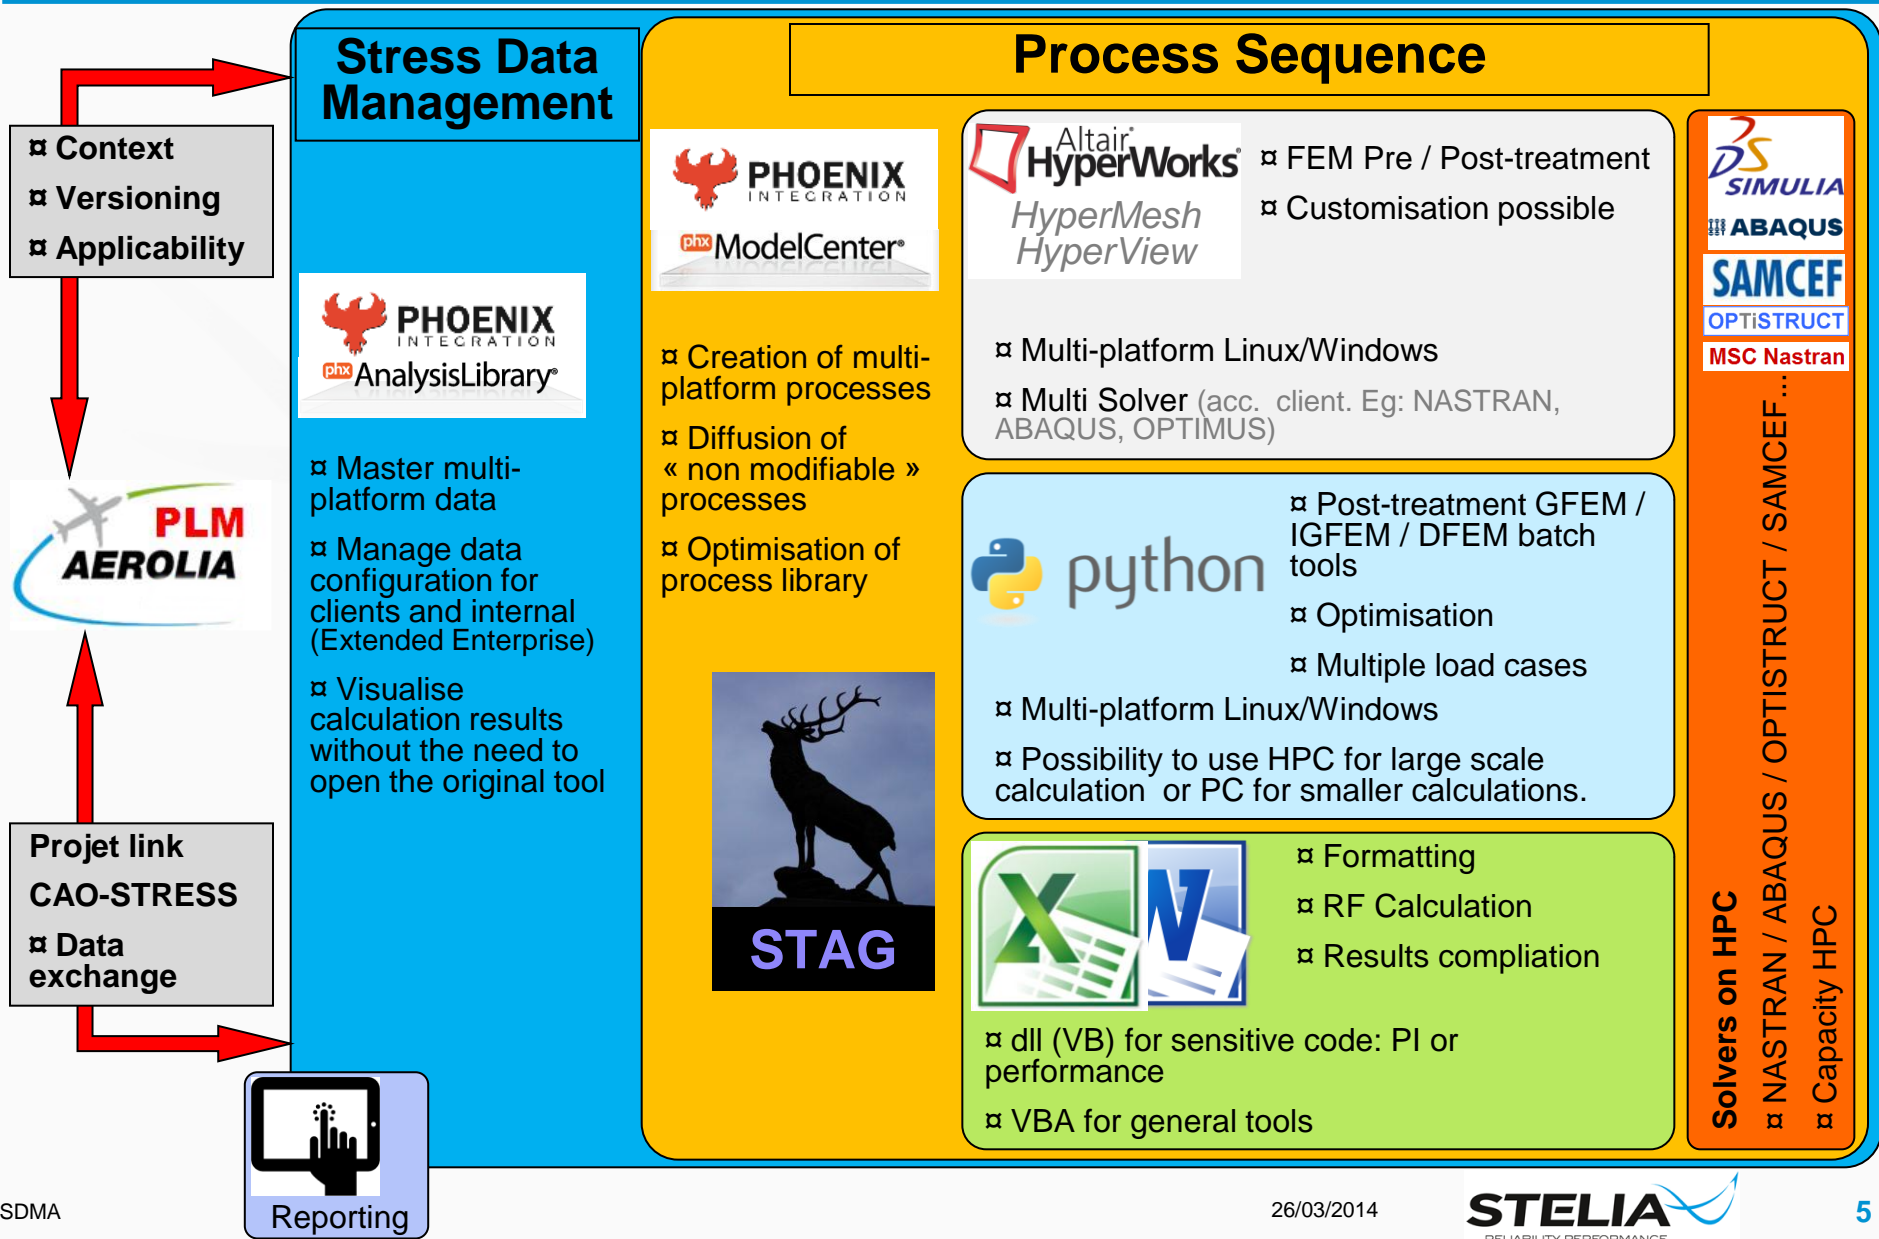 Stress Data
Management
Process Sequence
¤ Context
¤ Versioning
¤ Applicability
PLM
AEROLIA
Projet link
CAO-STRESS
¤ Data
exchange
PHOENIX
INTEGRATION
phx AnalysisLibrary®
¤ Master multi-
platform data
¤ Manage data
configuration for
clients and internal
(Extended Enterprise)
¤ Visualise
calculation results
without the need to
open the original tool
Reporting
PHOENIX
INTEGRATION
phx ModelCenter®
¤ Creation of multi-
platform processes
¤ Diffusion of
« non modifiable »
processes
¤ Optimisation of
process library
STAG
Altair®
HyperWorks®
HyperMesh
HyperView
¤ FEM Pre / Post-treatment
¤ Customisation possible
¤ Multi-platform Linux/Windows
¤ Multi Solver (acc. client. Eg: NASTRAN,
ABAQUS, OPTIMUS)
python
¤ Post-treatment GFEM /
IGFEM / DFEM batch
tools
¤ Optimisation
¤ Multiple load cases
¤ Multi-platform Linux/Windows
¤ Possibility to use HPC for large scale
calculation or PC for smaller calculations.
¤ Formatting
¤ RF Calculation
¤ Results compliation
¤ dll (VB) for sensitive code: PI or
performance
¤ VBA for general tools
SIMULIA
ABAQUS
SAMCEF
OPTiSTRUCT
MSC Nastran
Solvers on HPC
¤ NASTRAN / ABAQUS / OPTISTRUCT / SAMCEF...
¤ Capacity HPC
SDMA
26/03/2014
STELIA
RELIABILITY PERFORMANCE
5